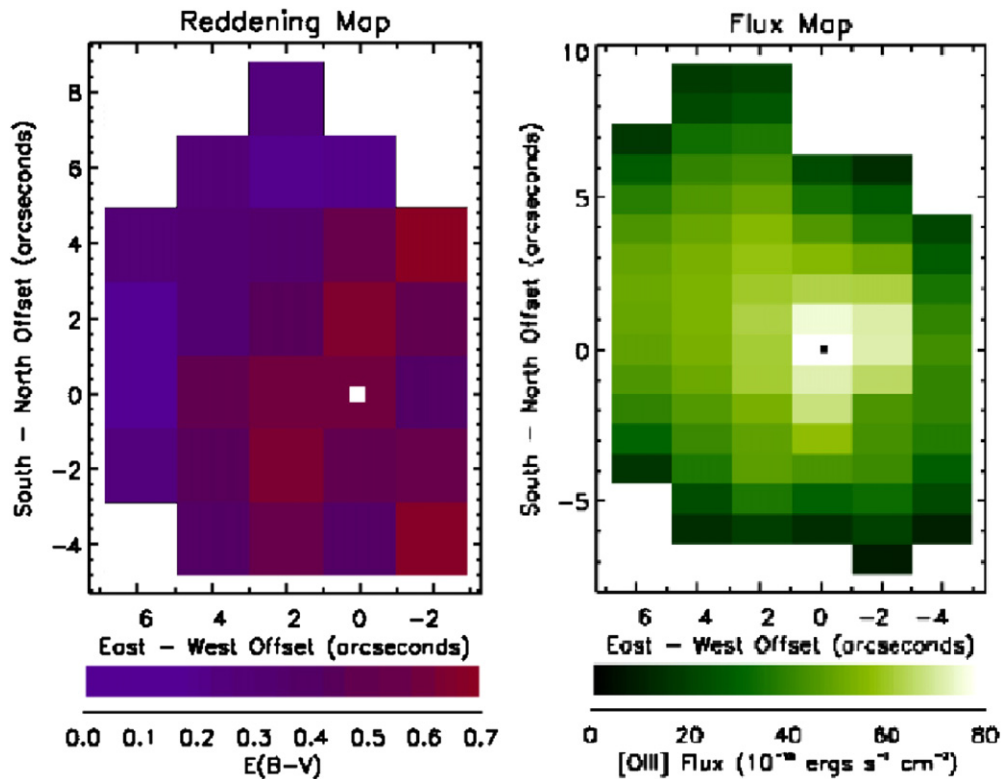 Reddening Map
South – North Offset (arcseconds)
8
6
4
2
0
-2
-4
6 4 2 0 -2
East – West Offset (arcseconds)
0.0 0.1 0.2 0.3 0.4 0.5 0.6 0.7
E(B-V)
Flux Map
South – North Offset (arcseconds)
10
5
0
-5
6 4 2 0 -2 -4
East – West Offset (arcseconds)
0 20 40 60 80
[OIII] Flux (10 ergs s cm)